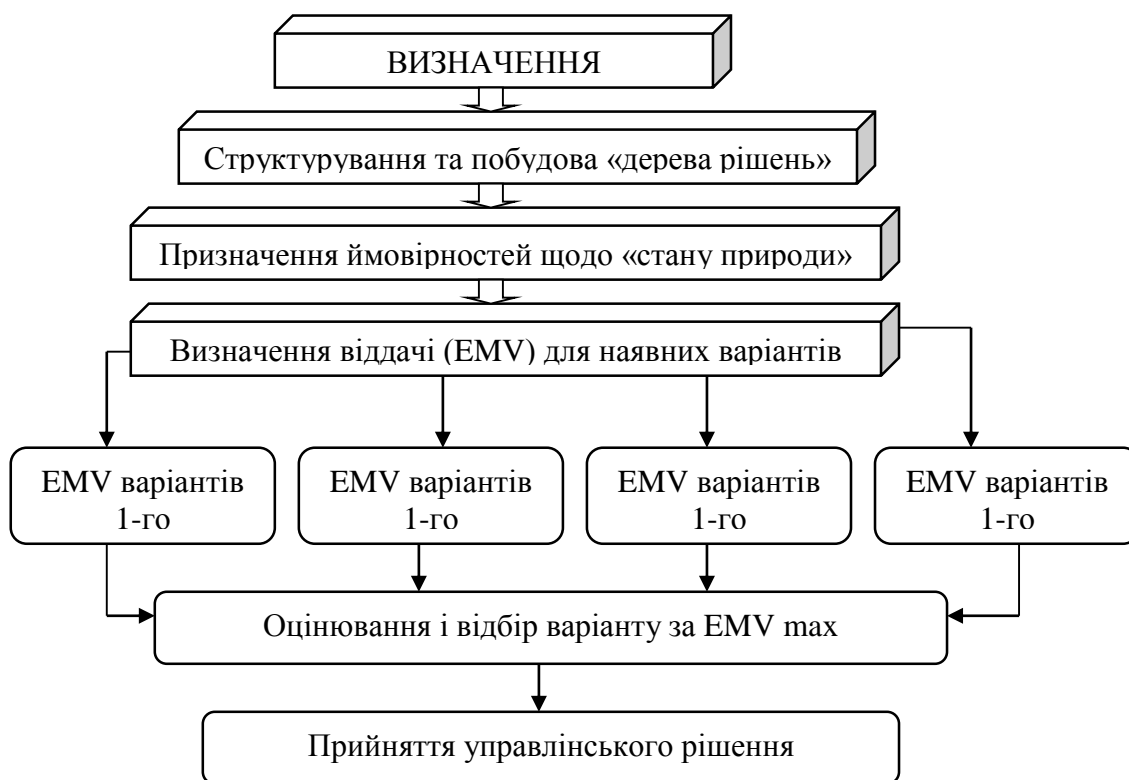 ВИЗНАЧЕННЯ
Структурування та побудова «дерева рішень»
Призначення ймовірностей щодо «стану природи»
Визначення віддачі (EMV) для наявних варіантів
EMV варіантів
1-го
EMV варіантів
1-го
EMV варіантів
1-го
EMV варіантів
1-го
Оцінювання і відбір варіанту за EMV max
Прийняття управлінського рішення